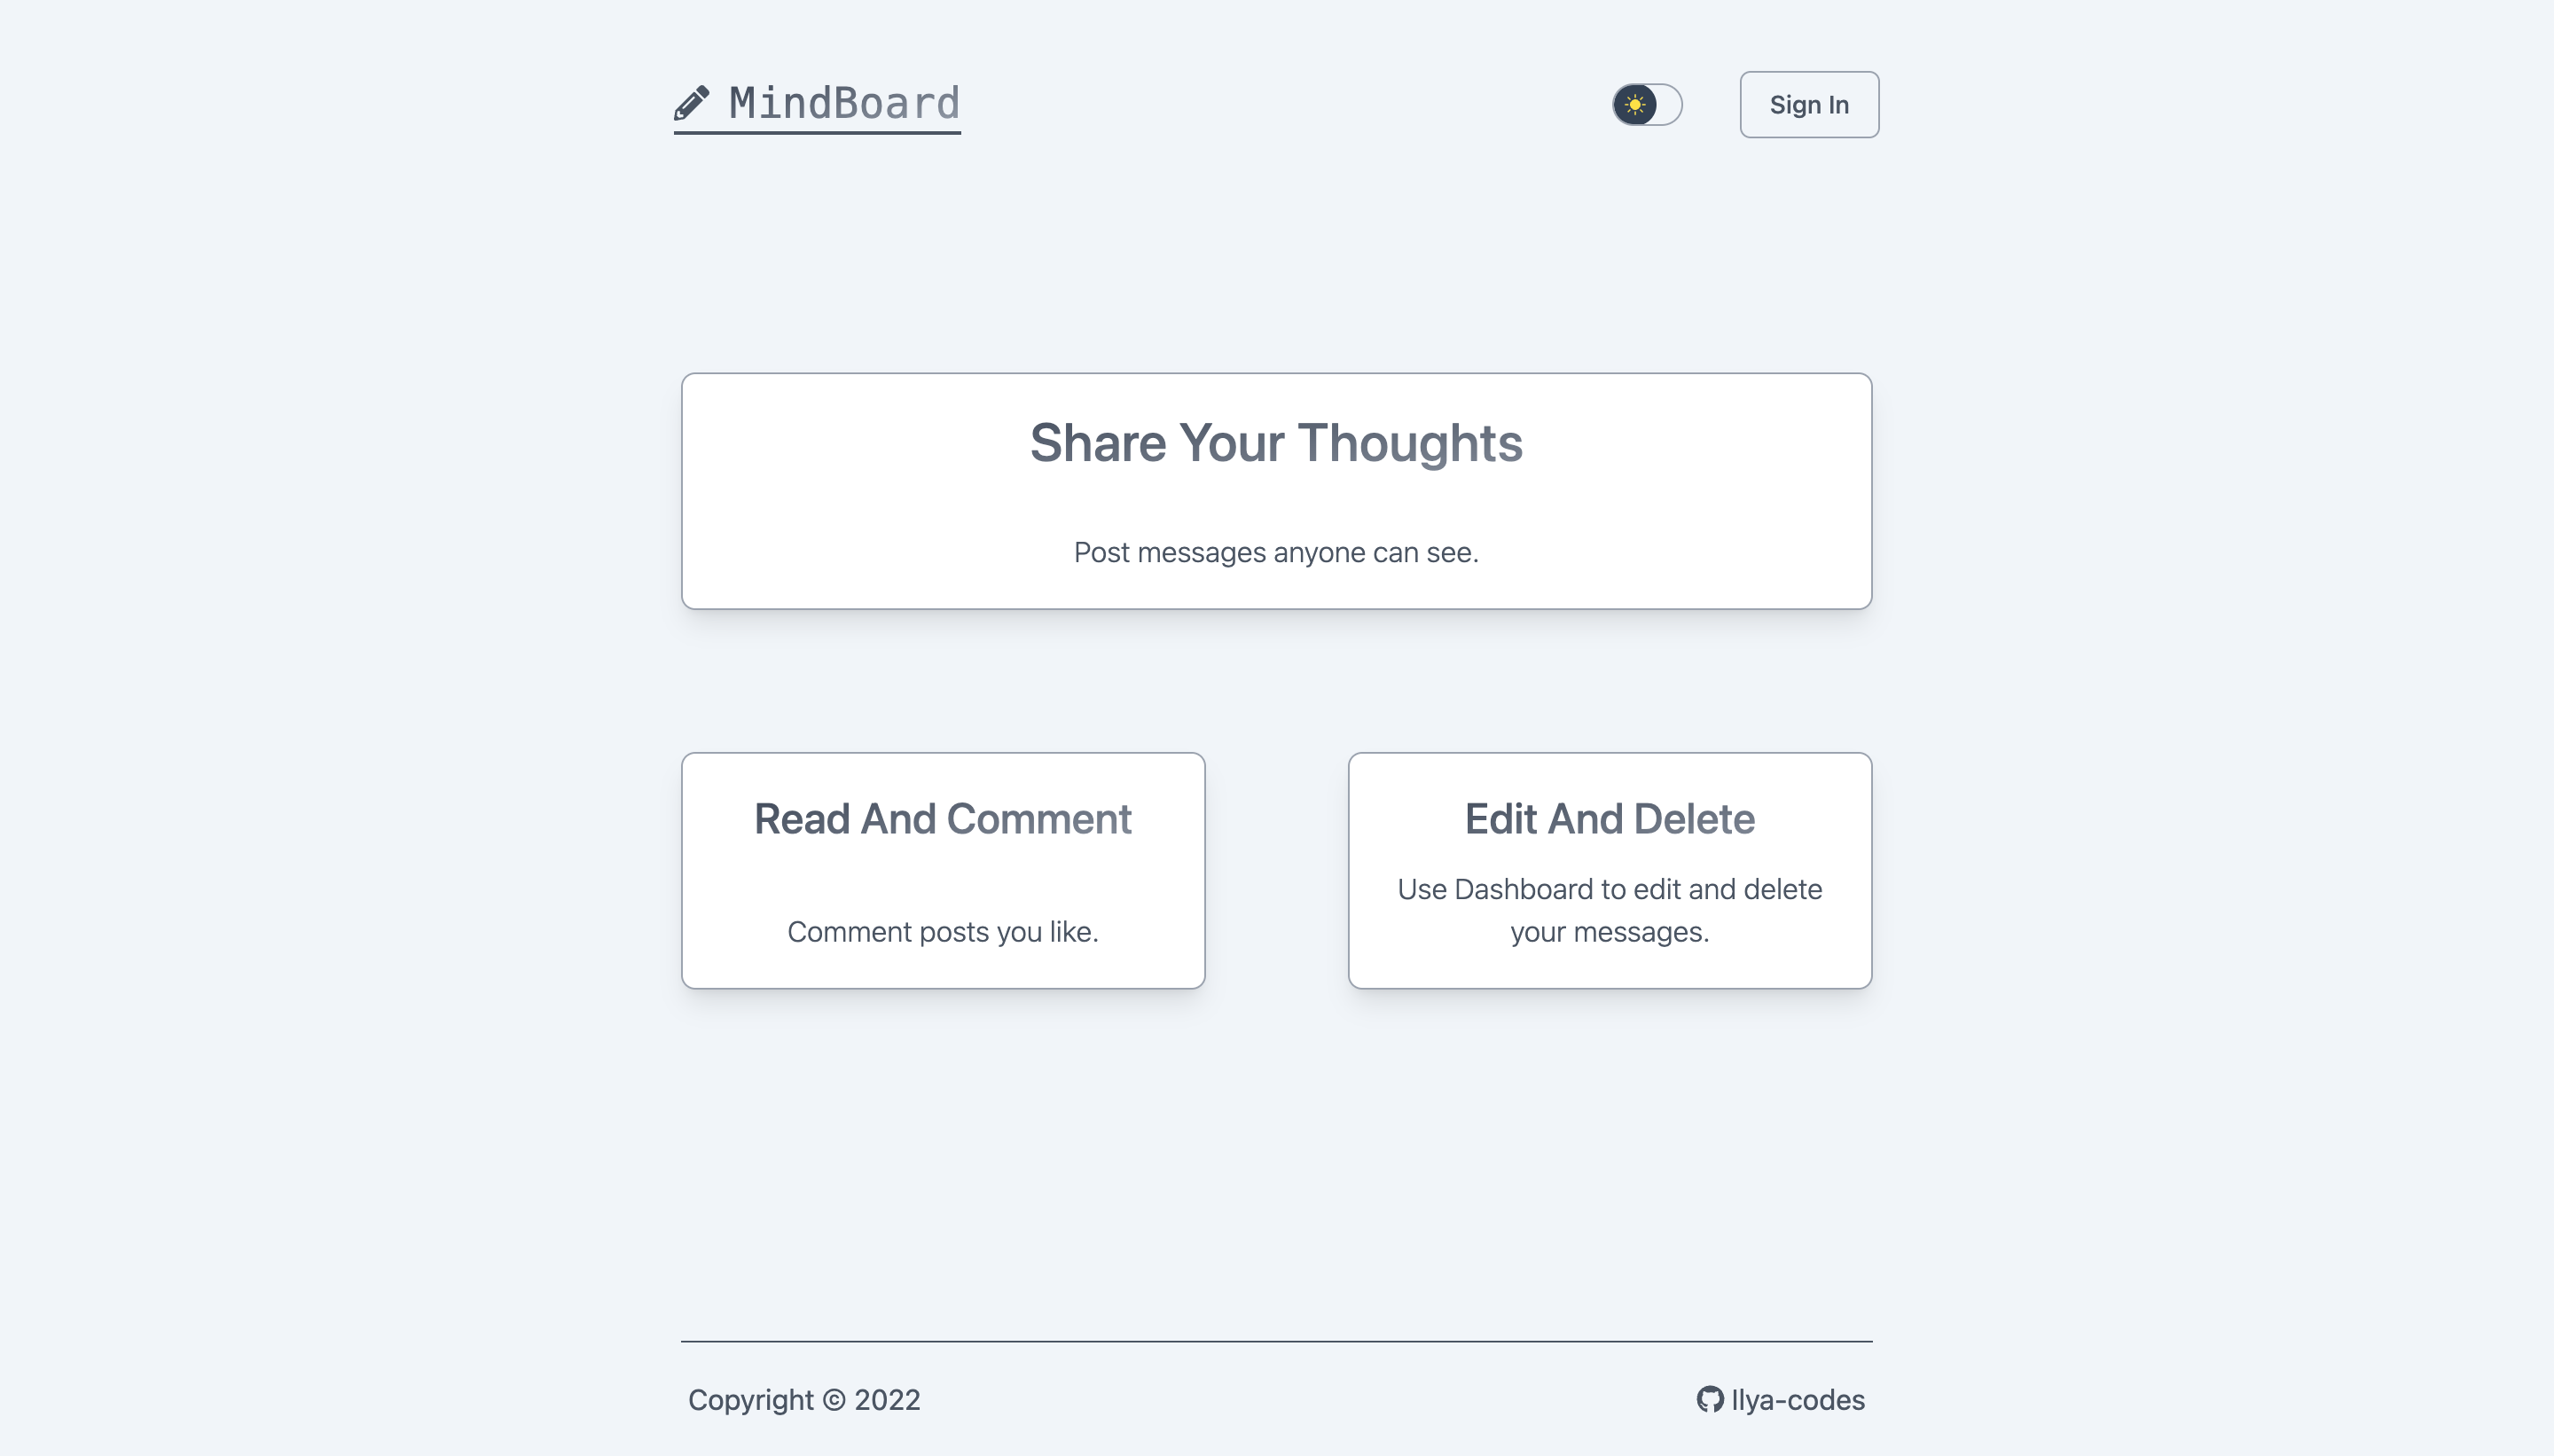 MindBoard
Sign In
Share Your Thoughts
Post messages anyone can see.
Read And Comment
Comment posts you like.
Edit And Delete
Use Dashboard to edit and delete
your messages.
Copyright © 2022
Ilya-codes